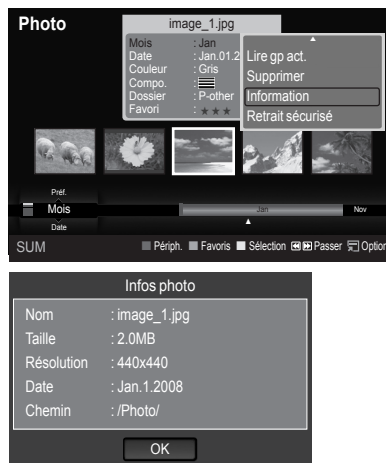 Photo
image_1.jpg
Mois : Jan
Date : Jan.01.2
Couleur : Gris
Compo. :
Dossier : P-other
Favori : ★ ★ ★
Lire gp act.
Supprimer
Information
Retrait sécurisé
Préf.
Mois
Jan
Nov
Date
SUM
Périph. Favoris Sélection Passer Option
Infos photo
Nom : image_1.jpg
Taille : 2.0MB
Résolution : 440x440
Date : Jan.1.2008
Chemin : /Photo/
OK